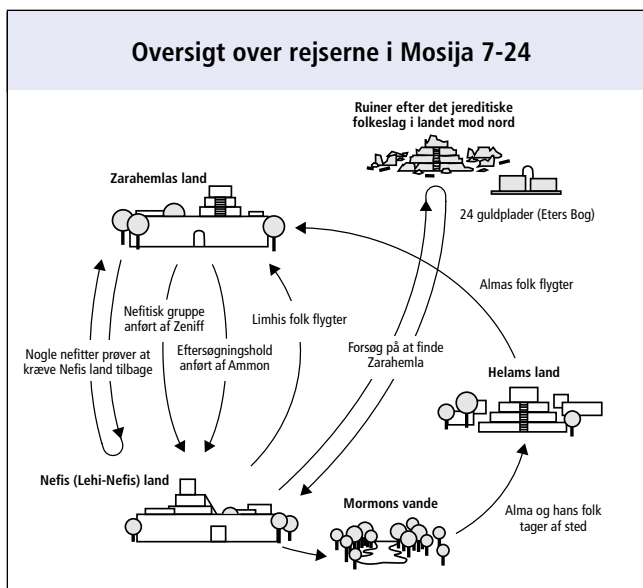 Oversigt over rejserne i Mosija 7-24
Ruiner efter det jereditiske
folkeslag i landet mod nord
Zarahemlas land
24 guldplader (Eters Bog)
Almas folk flygter
Nefitisk gruppe
anført af Zeniff
Limhis folk flygter
Nogle nefitter prøver at
kræve Nefis land tilbage
Eftersøgningshold
anført af Ammon
Forsøg på at finde
Zarahemla
Helams land
Nefis (Lehi-Nefis) land
Mormons vande
Alma og hans folk
tager af sted